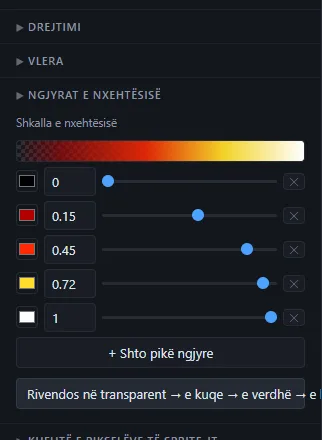 ▶ DREJTIMI
▶ VLERA
▶ NGJYRAT E NXEHTËSISË
Shkalla e nxehtësisë
0
0.15
0.45
0.72
1
+ Shto pikë ngjyre
Rivendos në transparent → e kuqe → e verdhë → e